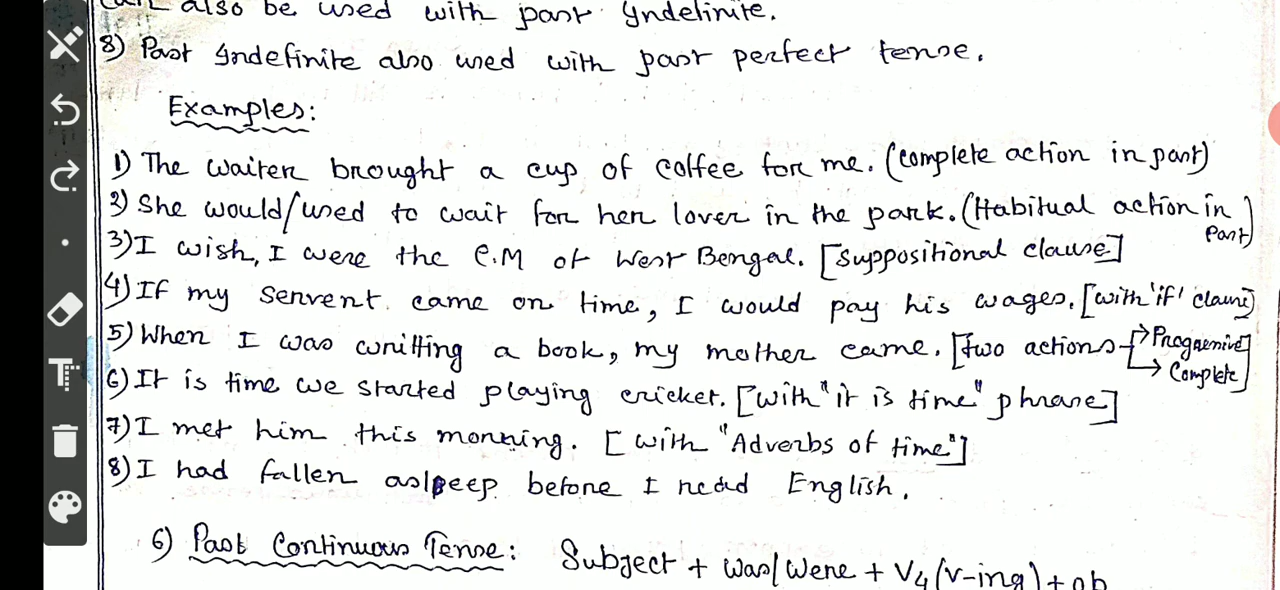 also be used with past Indefinite.
8) Past Indefinite also used with past perfect tense.
Examples:
1) The waiter brought a cup of coffee for me. (complete action in past)
2) She would/used to wait for her lover in the park. (Habitual action in Past)
3) I wish, I were the C.M of West Bengal. [suppositional clause]
4) If my servent came on time, I would pay his wages. [with 'if' clause]
5) When I was writting a book, my mother came. [two actions → Progressive → Complete]
6) It is time we started playing cricket. [with "it is time" phrase]
7) I met him this morning. [with "Adverbs of time"]
8) I had fallen asleep before I read English.
6) Past Continuous Tense: Subject + was/were + V4 (v-ing) + ob